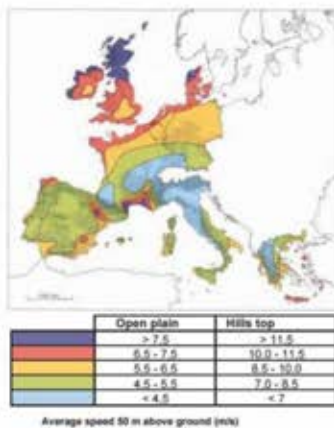 Open plain Hills top
> 7.5 > 11.5
6.5 - 7.5 10.0 - 11.5
5.5 - 6.5 8.5 - 10.0
4.5 - 5.5 7.0 - 8.5
< 4.5 < 7
Average speed 50 m above ground (m/s)